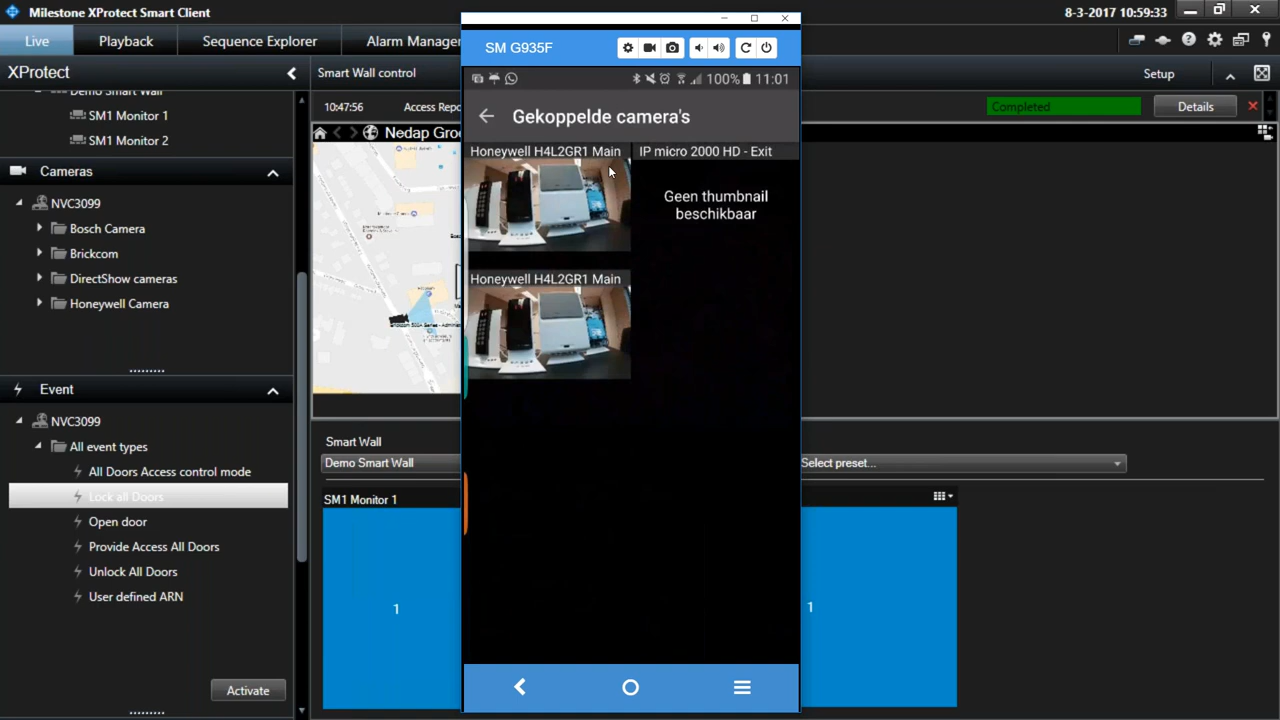 Milestone XProtect Smart Client
8-3-2017 10:59:33
Live
Playback
Sequence Explorer
Alarm Manager
XProtect
Smart Wall control
Setup
Demo Smart Wall
SM1 Monitor 1
SM1 Monitor 2
Cameras
NVC3099
Bosch Camera
Brickcom
DirectShow cameras
Honeywell Camera
Event
NVC3099
All event types
All Doors Access control mode
Lock all Doors
Open door
Provide Access All Doors
Unlock All Doors
User defined ARN
Activate
10:47:56
Access Repo
Completed
Details
Nedap Groe
Smart Wall
Demo Smart Wall
Select preset...
SM1 Monitor 1
1
1
SM G935F
100%
11:01
Gekoppelde camera's
Honeywell H4L2GR1 Main
IP micro 2000 HD - Exit
Geen thumbnail
beschikbaar
Honeywell H4L2GR1 Main